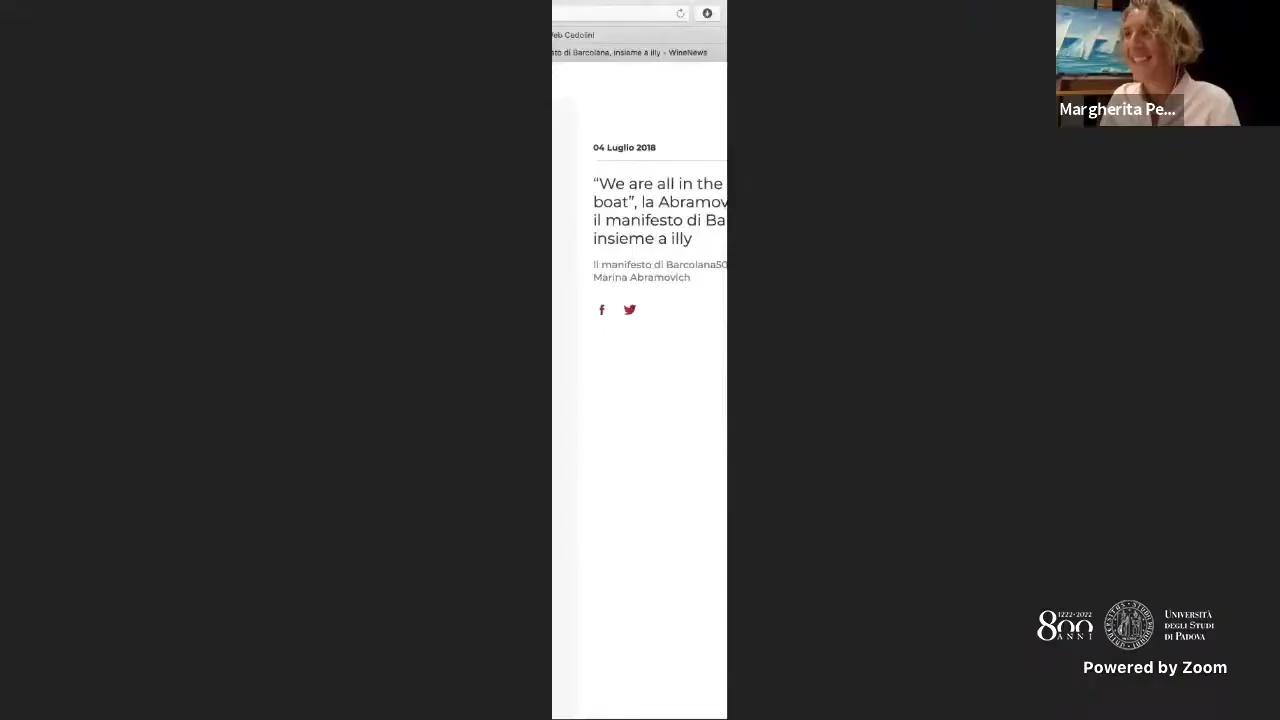 Web Cedolini
sto di Barcolana, insieme a illy - WineNews
Margherita Pe...
04 Luglio 2018
“We are all in the
boat”, la Abramov
il manifesto di Ba
insieme a illy
Il manifesto di Barcolana50
Marina Abramovich
1222•2022
800
ANNI
UNIVERSITÀ
DEGLI STUDI
DI PADOVA
Powered by Zoom